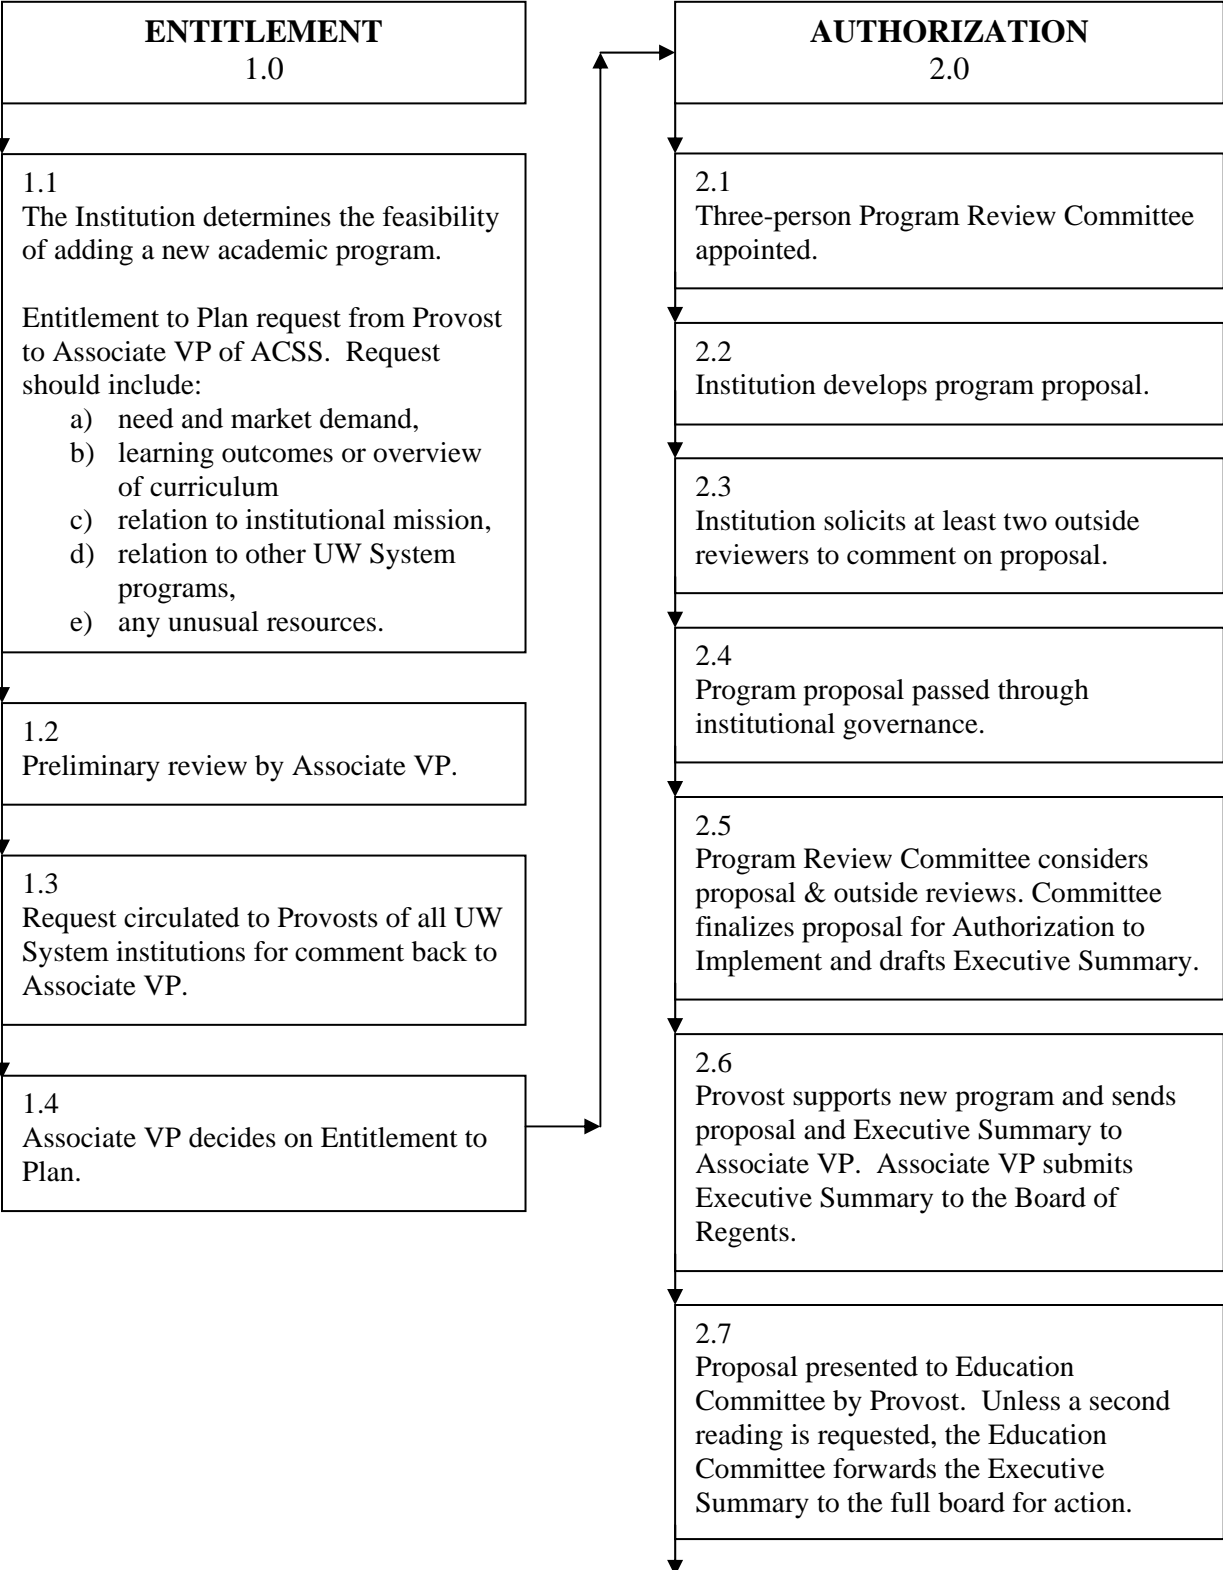 ENTITLEMENT
1.0
1.1
The Institution determines the feasibility
of adding a new academic program.
Entitlement to Plan request from Provost
to Associate VP of ACSS.  Request
should include:
a) need and market demand,
b) learning outcomes or overview
of curriculum
c) relation to institutional mission,
d) relation to other UW System
programs,
e) any unusual resources.
1.2
Preliminary review by Associate VP.
1.3
Request circulated to Provosts of all UW
System institutions for comment back to
Associate VP.
1.4
Associate VP decides on Entitlement to
Plan.
AUTHORIZATION
2.0
2.1
Three-person Program Review Committee
appointed.
2.2
Institution develops program proposal.
2.3
Institution solicits at least two outside
reviewers to comment on proposal.
2.4
Program proposal passed through
institutional governance.
2.5
Program Review Committee considers
proposal & outside reviews. Committee
finalizes proposal for Authorization to
Implement and drafts Executive Summary.
2.6
Provost supports new program and sends
proposal and Executive Summary to
Associate VP.  Associate VP submits
Executive Summary to the Board of
Regents.
2.7
Proposal presented to Education
Committee by Provost.  Unless a second
reading is requested, the Education
Committee forwards the Executive
Summary to the full board for action.